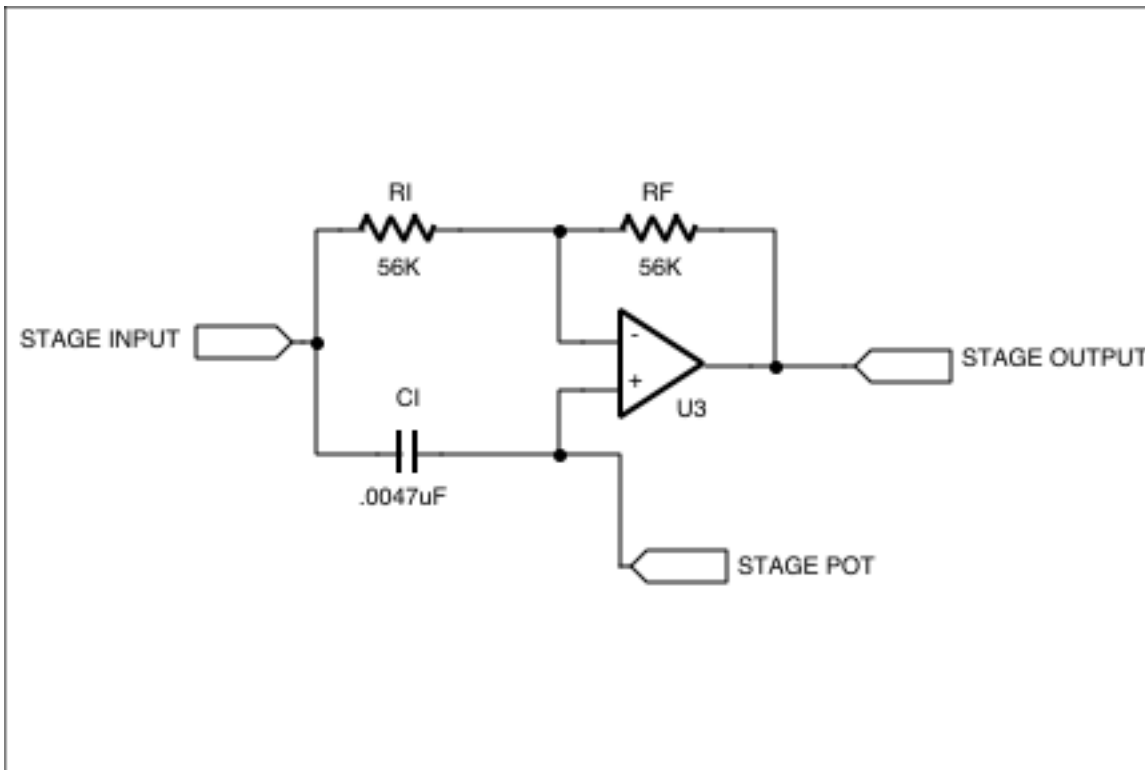 RI
RF
56K
56K
STAGE INPUT
-
STAGE OUTPUT
+
CI
U3
.0047uF
STAGE POT